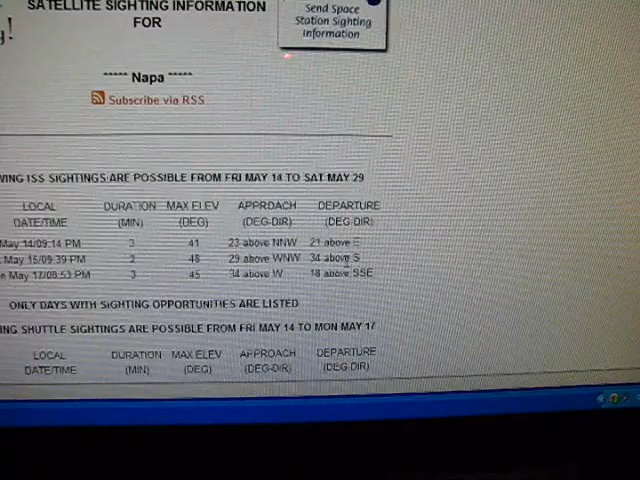 SATELLITE SIGHTING INFORMATION
FOR
Send Space
Station Sighting
Information
y!
***** Napa *****
Subscribe via RSS
WING ISS SIGHTINGS ARE POSSIBLE FROM FRI MAY 14 TO SAT MAY 29
LOCAL DURATION MAX ELEV APPROACH DEPARTURE
DATE/TIME (MIN) (DEG) (DEG-DIR) (DEG-DIR)
May 14/09:14 PM 3 41 23 above NNW 21 above E
May 15/09:39 PM 2 48 29 above WNW 34 above S
May 17/08:53 PM 3 45 34 above W 18 above SSE
ONLY DAYS WITH SIGHTING OPPORTUNITIES ARE LISTED
ING SHUTTLE SIGHTINGS ARE POSSIBLE FROM FRI MAY 14 TO MON MAY 17
LOCAL DURATION MAX ELEV APPROACH DEPARTURE
DATE/TIME (MIN) (DEG) (DEG-DIR) (DEG-DIR)